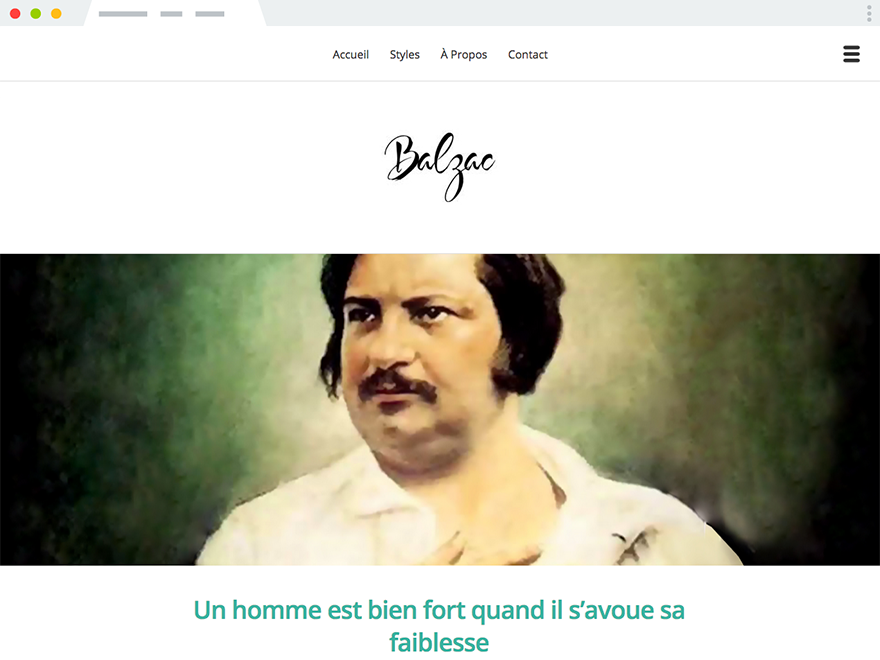 Accueil Styles À Propos Contact
Balzac
Un homme est bien fort quand il s’avoue sa
faiblesse